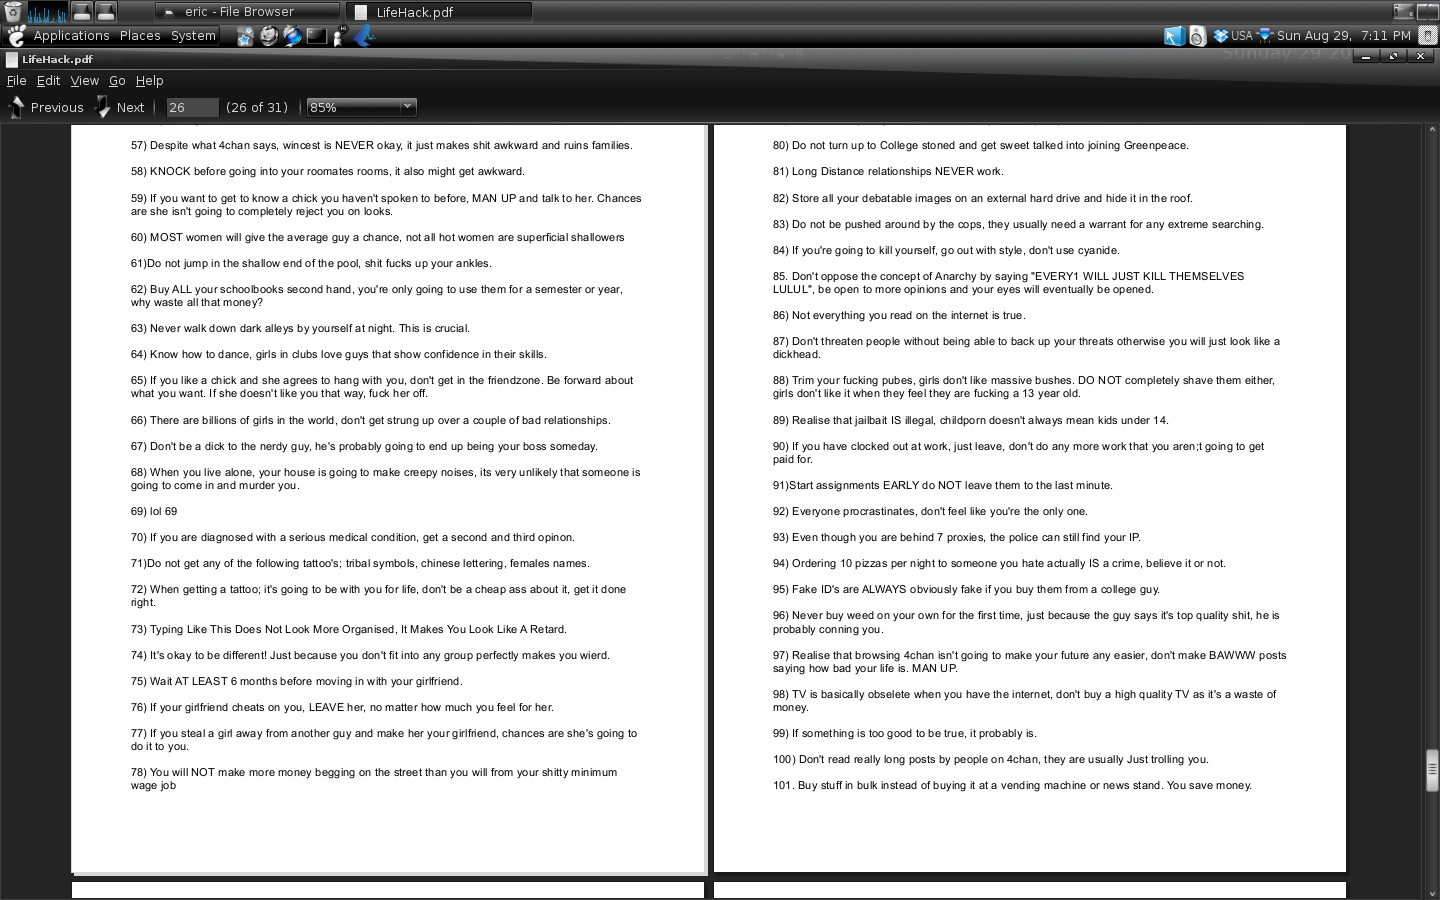 eric - File Browser
LifeHack.pdf
Applications Places System
USA
Sun Aug 29, 7:11 PM
LifeHack.pdf
Sunday 29 20
File Edit View Go Help
Previous Next 26 (26 of 31) 85%
57) Despite what 4chan says, wincest is NEVER okay, it just makes shit awkward and ruins families.
58) KNOCK before going into your roomates rooms, it also might get awkward.
59) If you want to get to know a chick you haven't spoken to before, MAN UP and talk to her. Chances
are she isn't going to completely reject you on looks.
60) MOST women will give the average guy a chance, not all hot women are superficial shallowers
61)Do not jump in the shallow end of the pool, shit fucks up your ankles.
62) Buy ALL your schoolbooks second hand, you're only going to use them for a semester or year,
why waste all that money?
63) Never walk down dark alleys by yourself at night. This is crucial.
64) Know how to dance, girls in clubs love guys that show confidence in their skills.
65) If you like a chick and she agrees to hang with you, don't get in the friendzone. Be forward about
what you want. If she doesn't like you that way, fuck her off.
66) There are billions of girls in the world, don't get strung up over a couple of bad relationships.
67) Don't be a dick to the nerdy guy, he's probably going to end up being your boss someday.
68) When you live alone, your house is going to make creepy noises, its very unlikely that someone is
going to come in and murder you.
69) lol 69
70) If you are diagnosed with a serious medical condition, get a second and third opinon.
71)Do not get any of the following tattoo's; tribal symbols, chinese lettering, females names.
72) When getting a tattoo; it's going to be with you for life, don't be a cheap ass about it, get it done
right.
73) Typing Like This Does Not Look More Organised, It Makes You Look Like A Retard.
74) It's okay to be different! Just because you don't fit into any group perfectly makes you wierd.
75) Wait AT LEAST 6 months before moving in with your girlfriend.
76) If your girlfriend cheats on you, LEAVE her, no matter how much you feel for her.
77) If you steal a girl away from another guy and make her your girlfriend, chances are she's going to
do it to you.
78) You will NOT make more money begging on the street than you will from your shitty minimum
wage job
80) Do not turn up to College stoned and get sweet talked into joining Greenpeace.
81) Long Distance relationships NEVER work.
82) Store all your debatable images on an external hard drive and hide it in the roof.
83) Do not be pushed around by the cops, they usually need a warrant for any extreme searching.
84) If you're going to kill yourself, go out with style, don't use cyanide.
85. Don't oppose the concept of Anarchy by saying "EVERY1 WILL JUST KILL THEMSELVES
LULUL", be open to more opinions and your eyes will eventually be opened.
86) Not everything you read on the internet is true.
87) Don't threaten people without being able to back up your threats otherwise you will just look like a
dickhead.
88) Trim your fucking pubes, girls don't like massive bushes. DO NOT completely shave them either,
girls don't like it when they feel they are fucking a 13 year old.
89) Realise that jailbait IS illegal, childporn doesn't always mean kids under 14.
90) If you have clocked out at work, just leave, don't do any more work that you aren;t going to get
paid for.
91)Start assignments EARLY do NOT leave them to the last minute.
92) Everyone procrastinates, don't feel like you're the only one.
93) Even though you are behind 7 proxies, the police can still find your IP.
94) Ordering 10 pizzas per night to someone you hate actually IS a crime, believe it or not.
95) Fake ID's are ALWAYS obviously fake if you buy them from a college guy.
96) Never buy weed on your own for the first time, just because the guy says it's top quality shit, he is
probably conning you.
97) Realise that browsing 4chan isn't going to make your future any easier, don't make BAWWW posts
saying how bad your life is. MAN UP.
98) TV is basically obselete when you have the internet, don't buy a high quality TV as it's a waste of
money.
99) If something is too good to be true, it probably is.
100) Don't read really long posts by people on 4chan, they are usually Just trolling you.
101. Buy stuff in bulk instead of buying it at a vending machine or news stand. You save money.